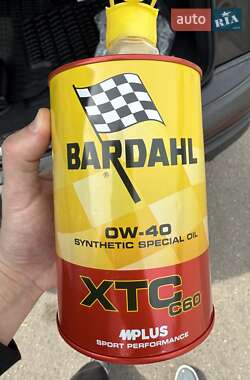 AUTO RIA
BARDAHL
®
0W-40
SYNTHETIC SPECIAL OIL
XTC C60
MPLUS
SPORT PERFORMANCE